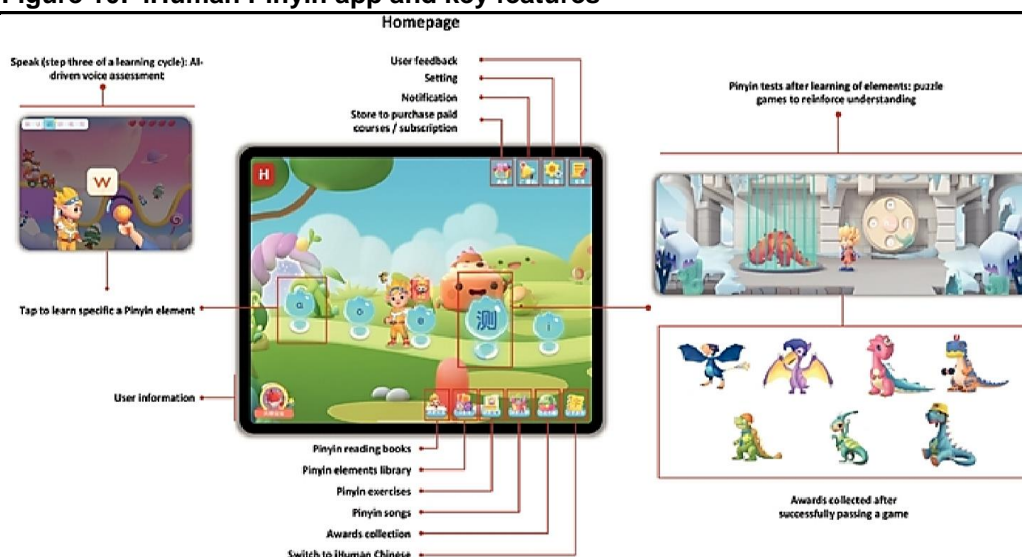 Figure 10: iHuman Pinyin app and key features
Homepage
Speak (step three of a learning cycle): AI-
driven voice assessment
User feedback
Setting
Notification
Store to purchase paid
courses / subscription
Pinyin tests after learning of elements: puzzle
games to reinforce understanding
W
H
Tap to learn specific a Pinyin element
a
o
e
测
i
User information
Pinyin reading books
Pinyin elements library
Pinyin exercises
Pinyin songs
Awards collection
Switch to iHuman Chinese
Awards collected after
successfully passing a game